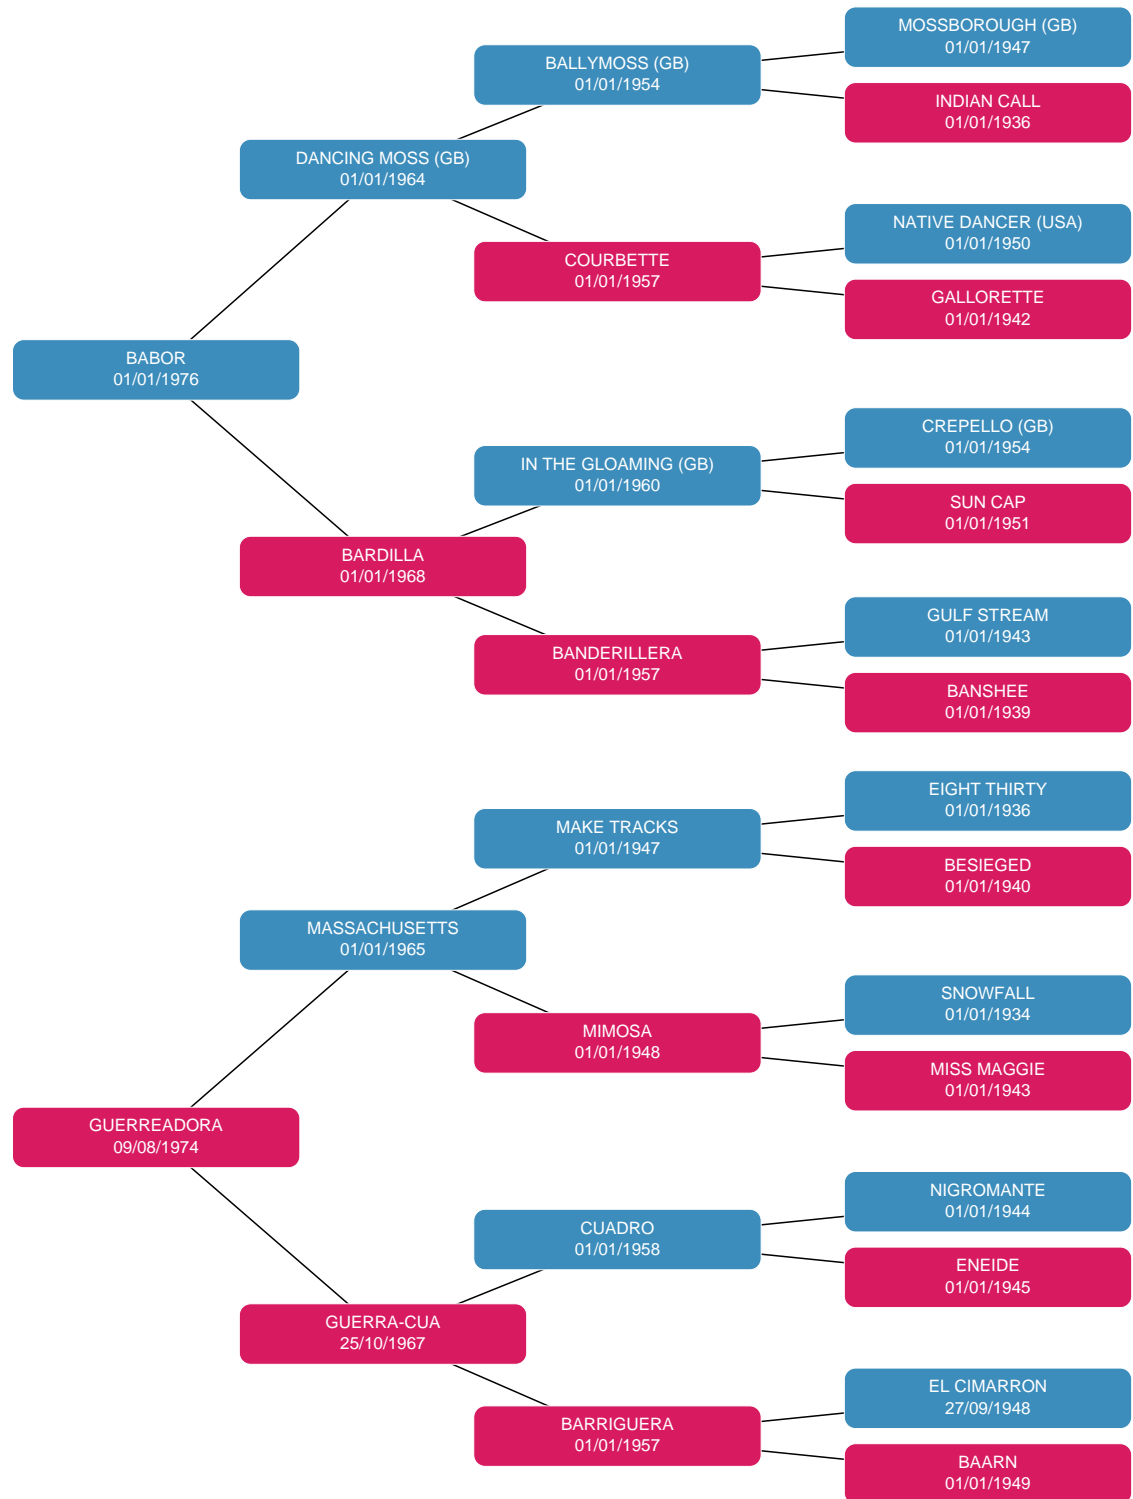 MOSSBOROUGH (GB)
01/01/1947
BALLYMOSS (GB)
01/01/1954
INDIAN CALL
01/01/1936
DANCING MOSS (GB)
01/01/1964
NATIVE DANCER (USA)
01/01/1950
COURBETTE
01/01/1957
GALLORETTE
01/01/1942
BABOR
01/01/1976
CREPELLO (GB)
01/01/1954
IN THE GLOAMING (GB)
01/01/1960
SUN CAP
01/01/1951
BARDILLA
01/01/1968
GULF STREAM
01/01/1943
BANDERILLERA
01/01/1957
BANSHEE
01/01/1939
EIGHT THIRTY
01/01/1936
MAKE TRACKS
01/01/1947
BESIEGED
01/01/1940
MASSACHUSETTS
01/01/1965
SNOWFALL
01/01/1934
MIMOSA
01/01/1948
MISS MAGGIE
01/01/1943
GUERREADORA
09/08/1974
NIGROMANTE
01/01/1944
CUADRO
01/01/1958
ENEIDE
01/01/1945
GUERRA-CUA
25/10/1967
EL CIMARRON
27/09/1948
BARRIGUERA
01/01/1957
BAARN
01/01/1949